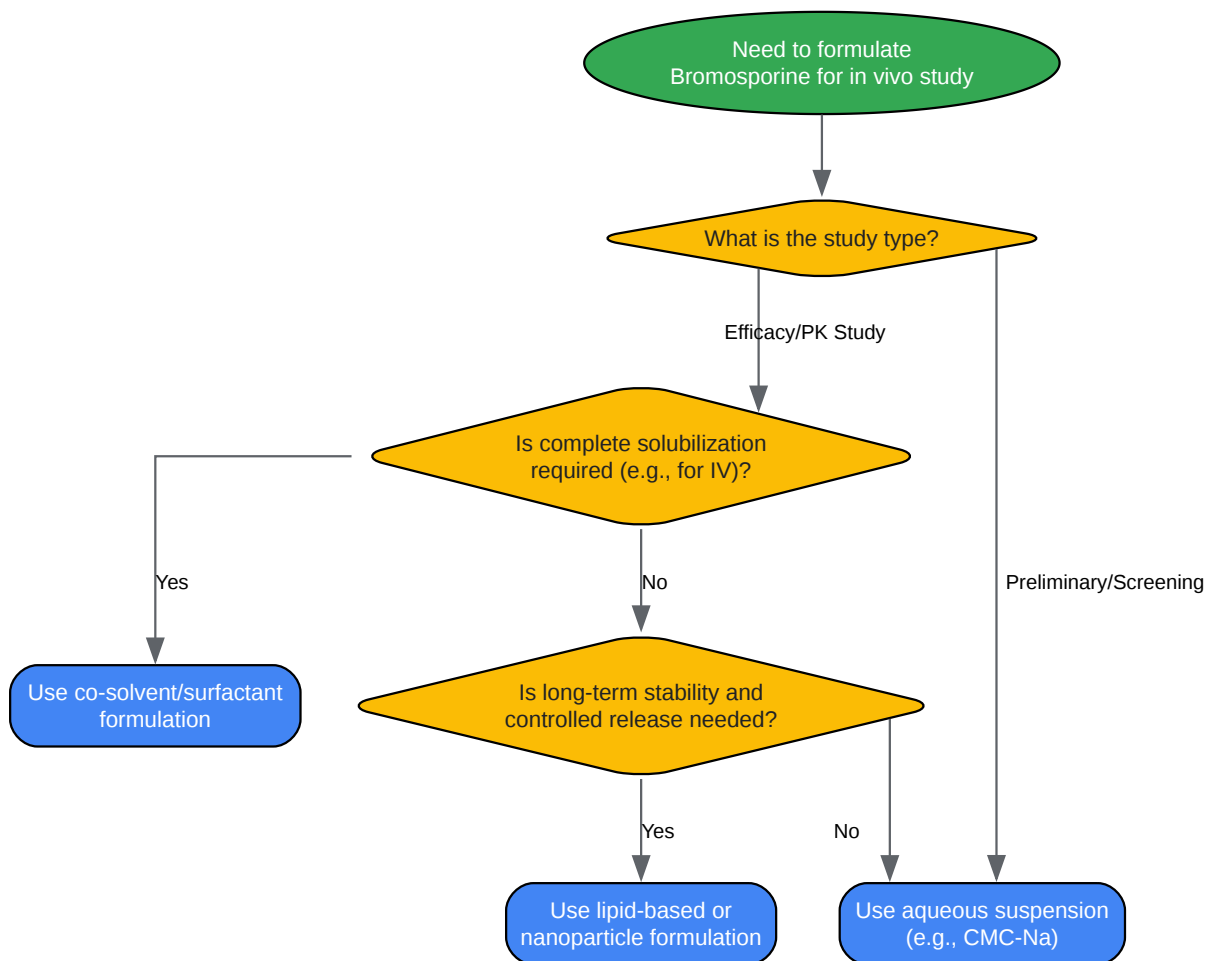 Need to formulate
Bromosporine for in vivo study
What is the study type?
Efficacy/PK Study
Is complete solubilization
required (e.g., for IV)?
Yes
No
Preliminary/Screening
Use co-solvent/surfactant
formulation
Is long-term stability and
controlled release needed?
Yes
No
Use lipid-based or
nanoparticle formulation
Use aqueous suspension
(e.g., CMC-Na)